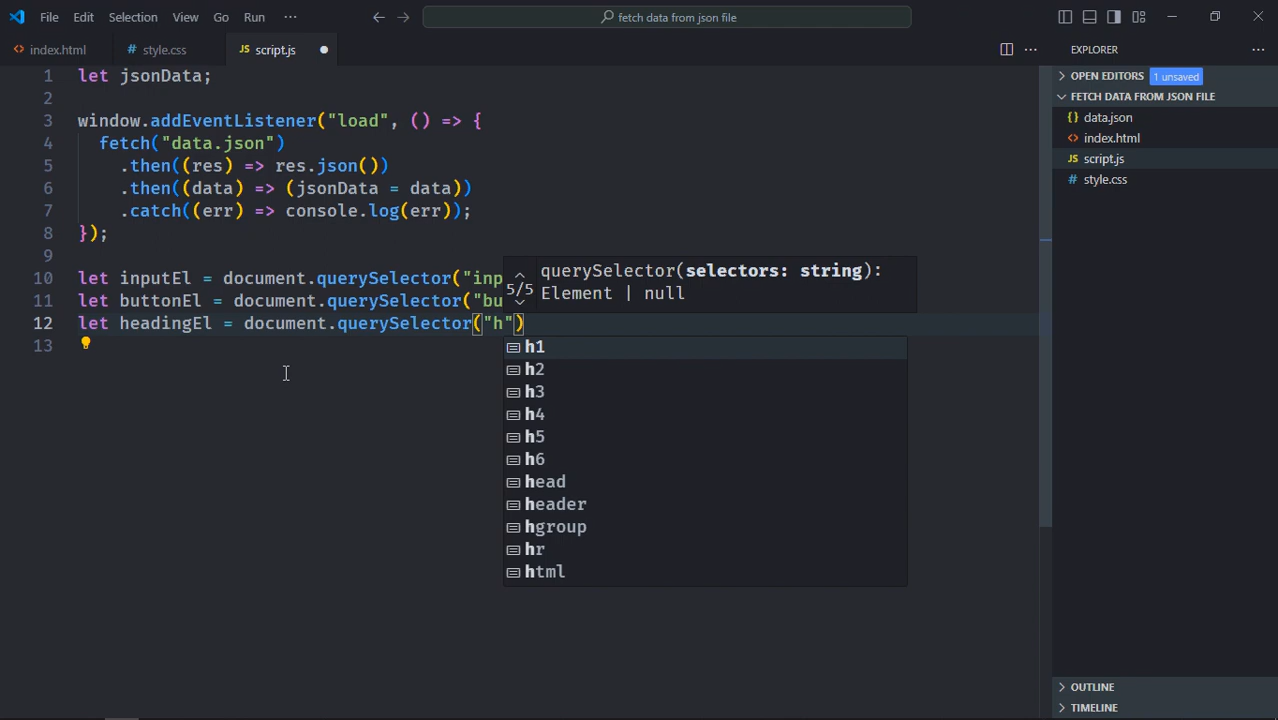 File Edit Selection View Go Run ··· fetch data from json file
index.html style.css JS script.js EXPLORER
1 let jsonData;
2
3 window.addEventListener("load", () => {
4 fetch("data.json")
5 .then((res) => res.json())
6 .then((data) => (jsonData = data))
7 .catch((err) => console.log(err));
8 });
9
10 let inputEl = document.querySelector("inp
11 let buttonEl = document.querySelector("bu
12 let headingEl = document.querySelector("h")
13
5/5 querySelector(selectors: string):
Element | null
h1
h2
h3
h4
h5
h6
head
header
hgroup
hr
html
OPEN EDITORS 1 unsaved
FETCH DATA FROM JSON FILE
{} data.json
<> index.html
JS script.js
# style.css
OUTLINE
TIMELINE